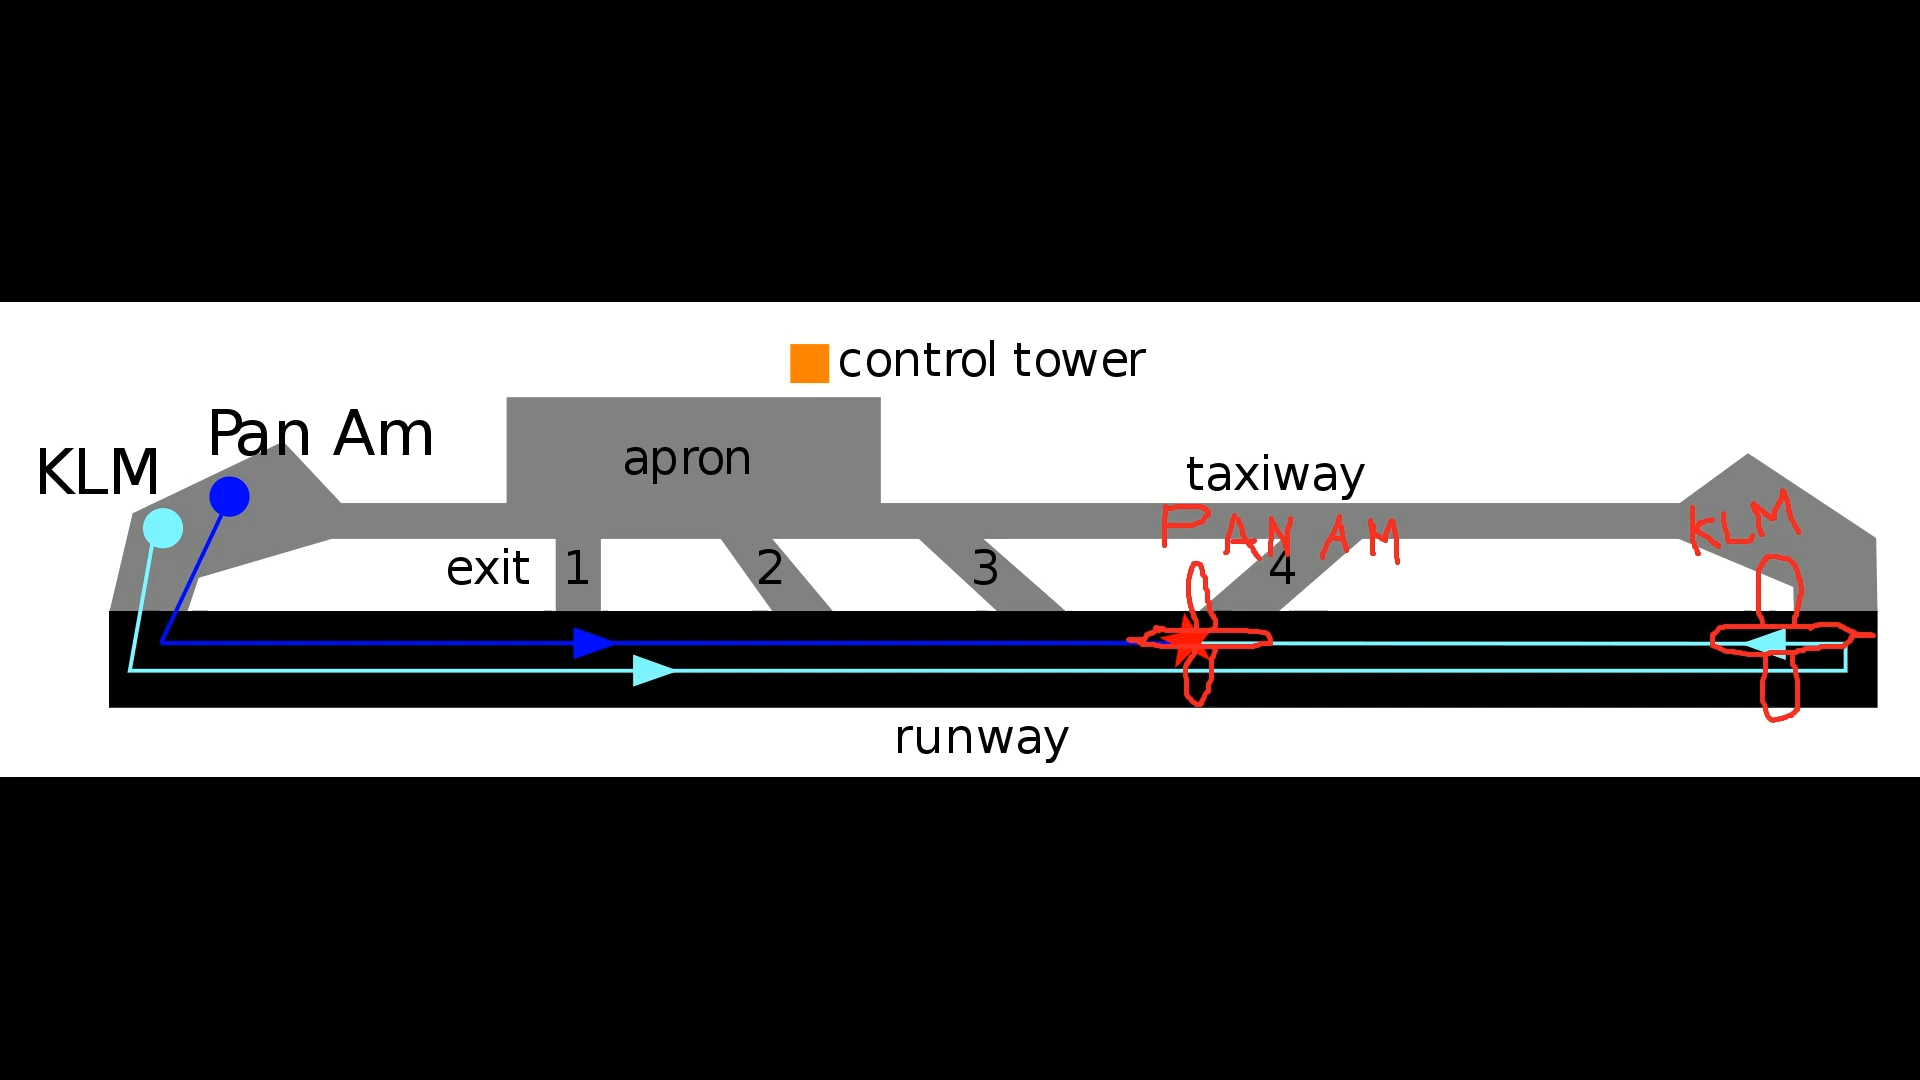 control tower
Pan Am
KLM
apron
taxiway
PAN AM
KLM
exit 1 2 3 4
runway